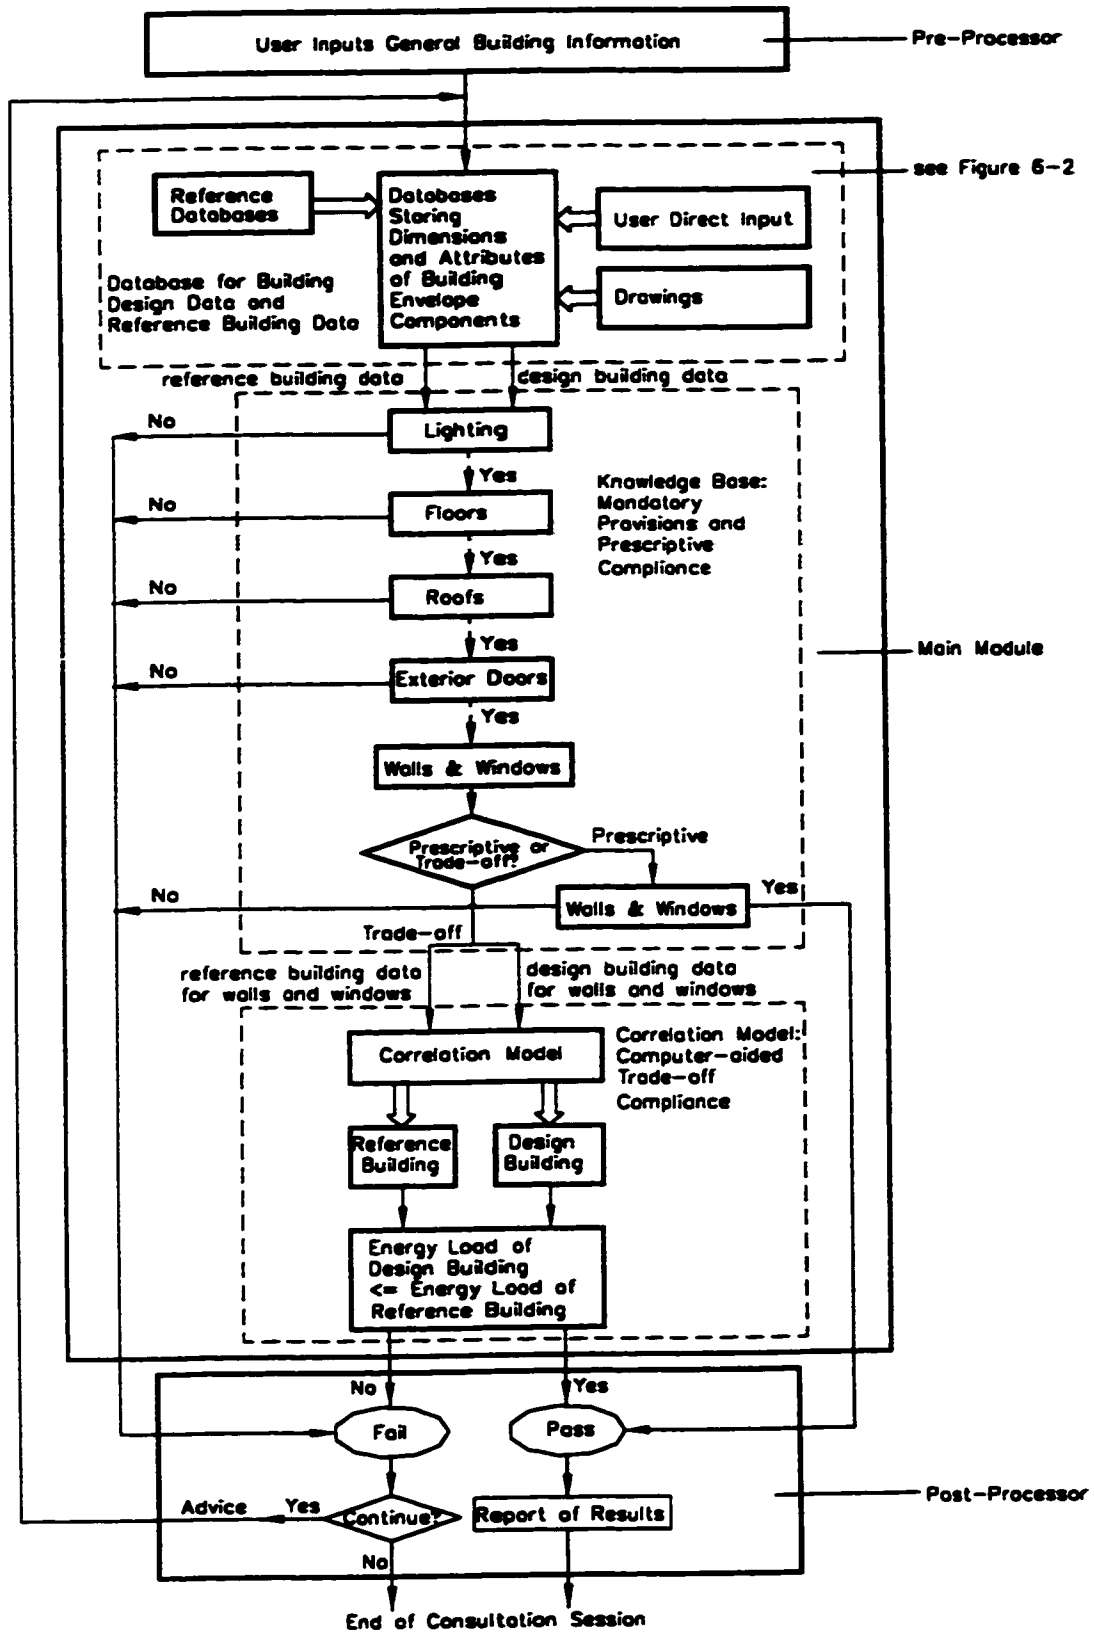 User Inputs General Building Information
Pre-Processor
see Figure 6-2
Reference
Databases
Databases
Storing
Dimensions
and Attributes
of Building
Envelope
Components
User Direct Input
Drawings
Database for Building
Design Data and
Reference Building Data
reference building data
design building data
No
Lighting
Yes
No
Floors
Yes
No
Roofs
Yes
No
Exterior Doors
Yes
Knowledge Base:
Mandatory
Provisions and
Prescriptive
Compliance
Main Module
Walls & Windows
Prescriptive or
Trade-off?
Prescriptive
No
Walls & Windows
Yes
Trade-off
reference building data
for walls and windows
design building data
for walls and windows
Correlation Model
Correlation Model:
Computer-aided
Trade-off
Compliance
Reference
Building
Design
Building
Energy Load of
Design Building
<= Energy Load of
Reference Building
No
Yes
Fail
Pass
Advice
Yes
Continue?
Report of Results
Post-Processor
No
End of Consultation Session